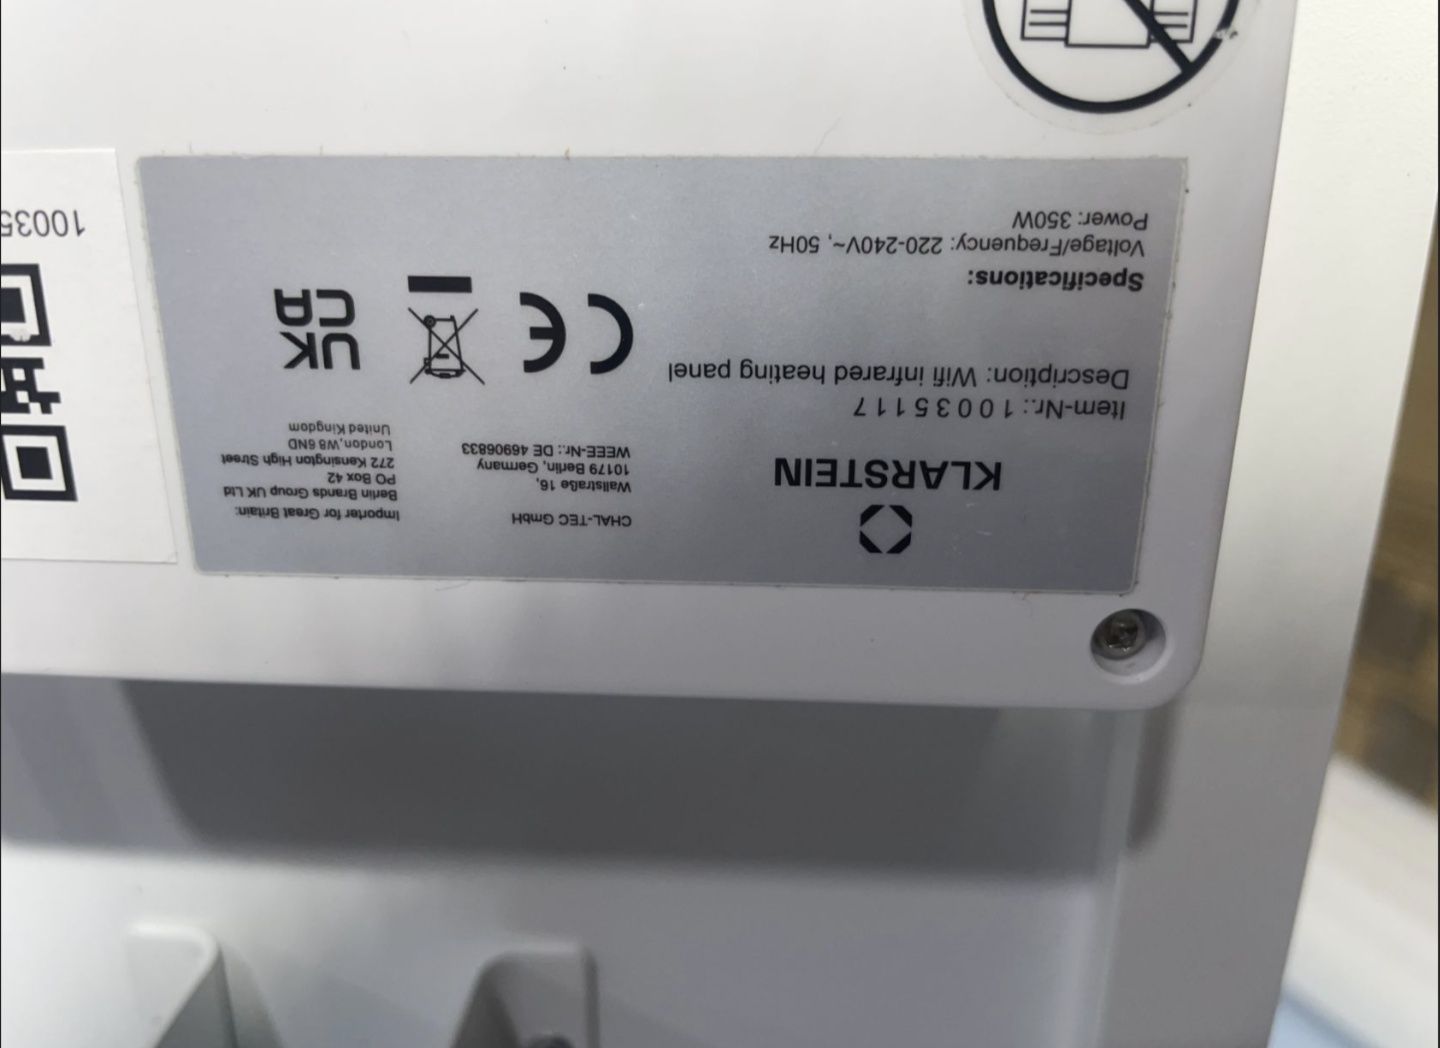 KLARSTEIN
Item-Nr.: 10035117
Description: Wifi infrared heating panel
Specifications:
Voltage/Frequency: 220-240V~, 50Hz
Power: 350W
CHAL-TEC GmbH
Wallstraße 16,
10179 Berlin, Germany
WEEE-Nr.: DE 46906833
CE
Importer for Great Britain:
Berlin Brands Group UK Ltd
PO Box 42
272 Kensington High Street
London, W8 6ND
United Kingdom
UK
CA
10035